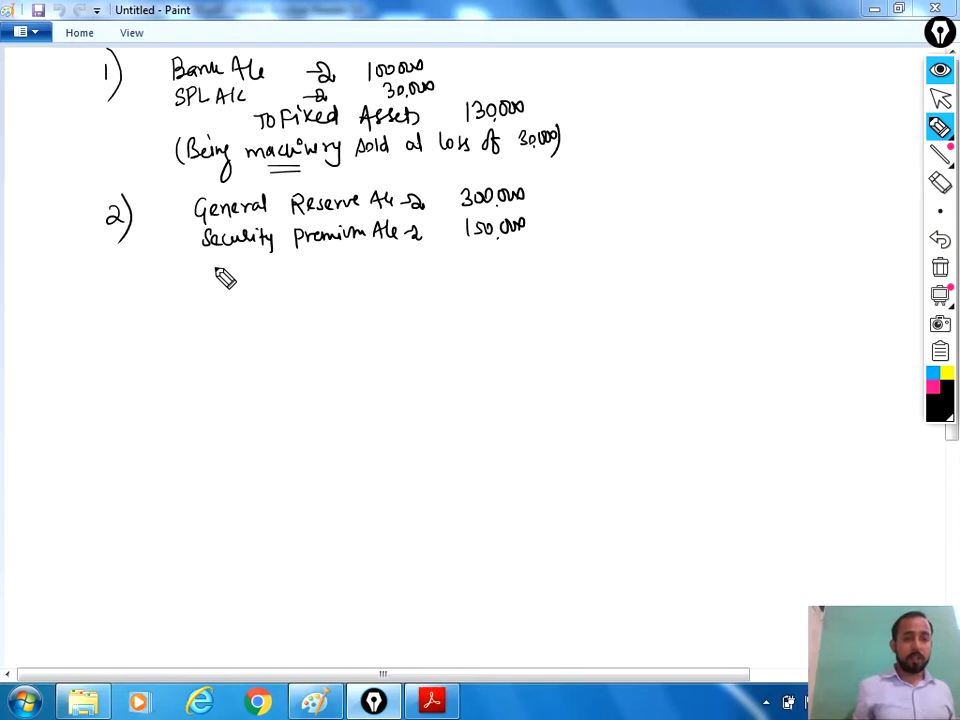 Untitled - Paint
Home View
1) Bank A/c → Dr 100000
SPL A/c → Dr 30,000
To Fixed Assets 130,000
(Being machinery sold at loss of 30,000)
2) General Reserve A/c → Dr 300,000
Security Premium A/c → Dr 150,000